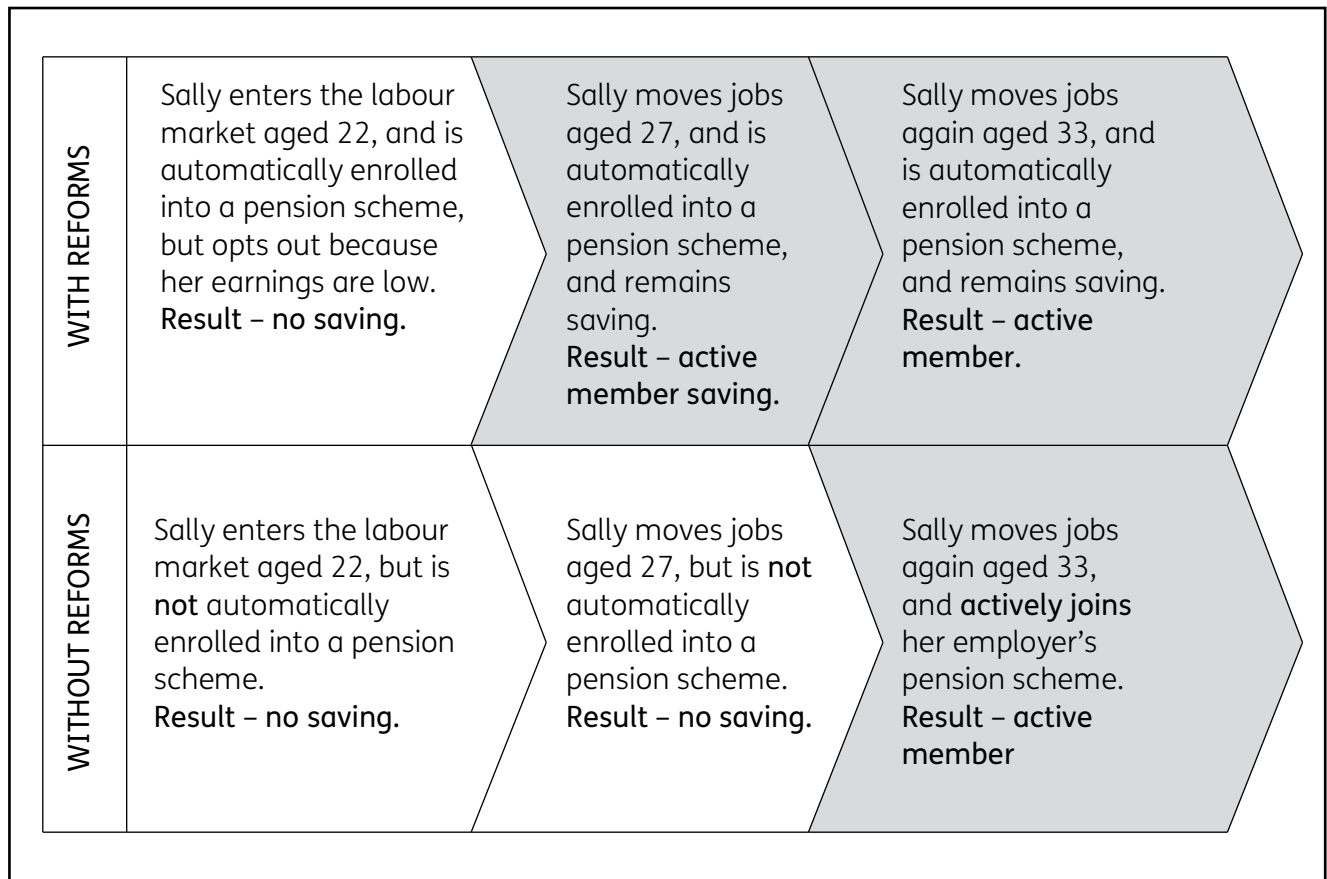 WITH REFORMS
Sally enters the labour
market aged 22, and is
automatically enrolled
into a pension scheme,
but opts out because
her earnings are low.
Result – no saving.
Sally moves jobs
aged 27, and is
automatically
enrolled into a
pension scheme,
and remains
saving.
Result – active
member saving.
Sally moves jobs
again aged 33, and
is automatically
enrolled into a
pension scheme,
and remains saving.
Result – active
member.
WITHOUT REFORMS
Sally enters the labour
market aged 22, but is
not automatically
enrolled into a pension
scheme.
Result – no saving.
Sally moves jobs
aged 27, but is not
automatically
enrolled into a
pension scheme.
Result – no saving.
Sally moves jobs
again aged 33,
and actively joins
her employer’s
pension scheme.
Result – active
member